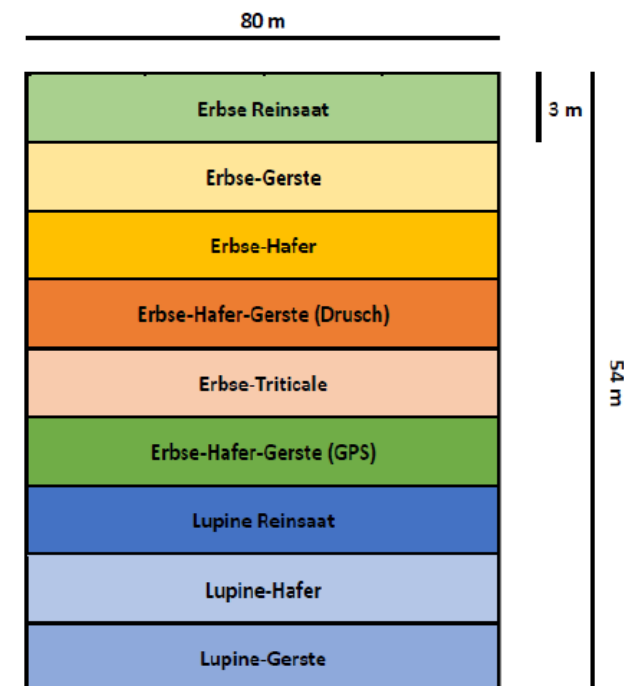 80 m
Erbse Reinsaat
3 m
Erbse-Gerste
Erbse-Hafer
Erbse-Hafer-Gerste (Drusch)
Erbse-Triticale
54 m
Erbse-Hafer-Gerste (GPS)
Lupine Reinsaat
Lupine-Hafer
Lupine-Gerste